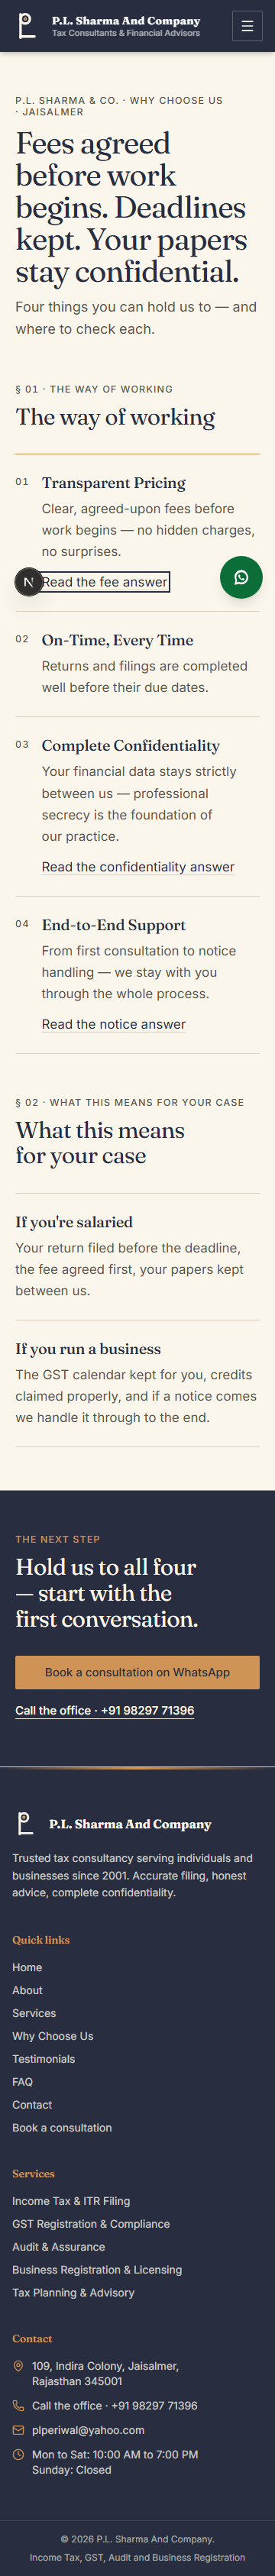 P.L. Sharma And Company
Tax Consultants & Financial Advisors
P.L. SHARMA & CO. · WHY CHOOSE US
· JAISALMER
Fees agreed
before work
begins. Deadlines
kept. Your papers
stay confidential.
Four things you can hold us to — and
where to check each.
§ 01 · THE WAY OF WORKING
The way of working
01 Transparent Pricing
Clear, agreed-upon fees before
work begins — no hidden charges,
no surprises.
N
Read the fee answer
02 On-Time, Every Time
Returns and filings are completed
well before their due dates.
03 Complete Confidentiality
Your financial data stays strictly
between us — professional
secrecy is the foundation of
our practice.
Read the confidentiality answer
04 End-to-End Support
From first consultation to notice
handling — we stay with you
through the whole process.
Read the notice answer
§ 02 · WHAT THIS MEANS FOR YOUR CASE
What this means
for your case
If you're salaried
Your return filed before the deadline,
the fee agreed first, your papers kept
between us.
If you run a business
The GST calendar kept for you, credits
claimed properly, and if a notice comes
we handle it through to the end.
THE NEXT STEP
Hold us to all four
— start with the
first conversation.
Book a consultation on WhatsApp
Call the office · +91 98297 71396
P.L. Sharma And Company
Trusted tax consultancy serving individuals and
businesses since 2001. Accurate filing, honest
advice, complete confidentiality.
Quick links
Home
About
Services
Why Choose Us
Testimonials
FAQ
Contact
Book a consultation
Services
Income Tax & ITR Filing
GST Registration & Compliance
Audit & Assurance
Business Registration & Licensing
Tax Planning & Advisory
Contact
109, Indira Colony, Jaisalmer,
Rajasthan 345001
Call the office · +91 98297 71396
plperiwal@yahoo.com
Mon to Sat: 10:00 AM to 7:00 PM
Sunday: Closed
© 2026 P.L. Sharma And Company.
Income Tax, GST, Audit and Business Registration